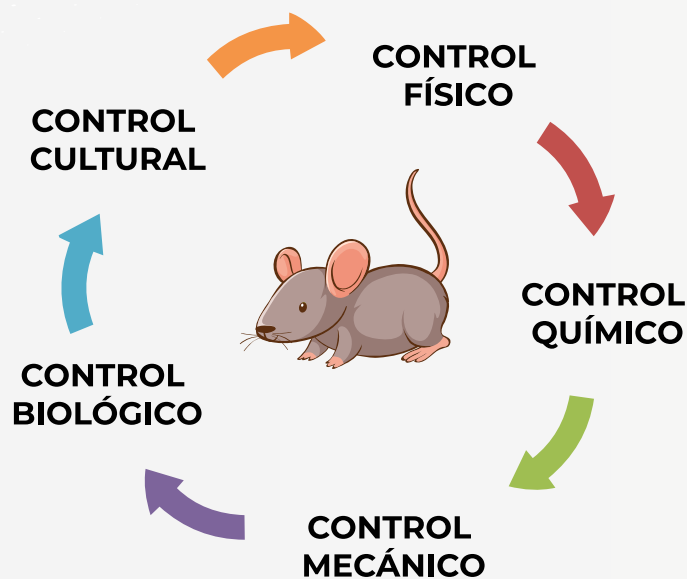 CONTROL
FÍSICO
CONTROL
CULTURAL
CONTROL
QUÍMICO
CONTROL
BIOLÓGICO
CONTROL
MECÁNICO